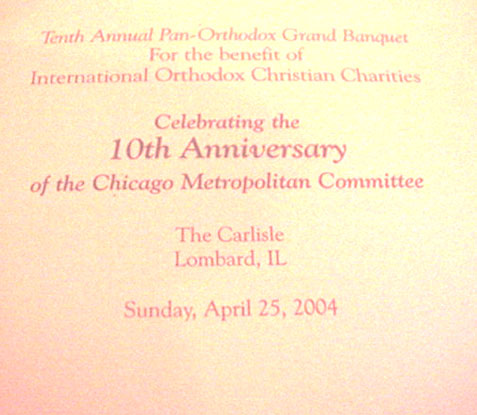 Tenth Annual Pan-Orthodox Grand Banquet
For the benefit of
International Orthodox Christian Charities
Celebrating the
10th Anniversary
of the Chicago Metropolitan Committee
The Carlisle
Lombard, IL
Sunday, April 25, 2004